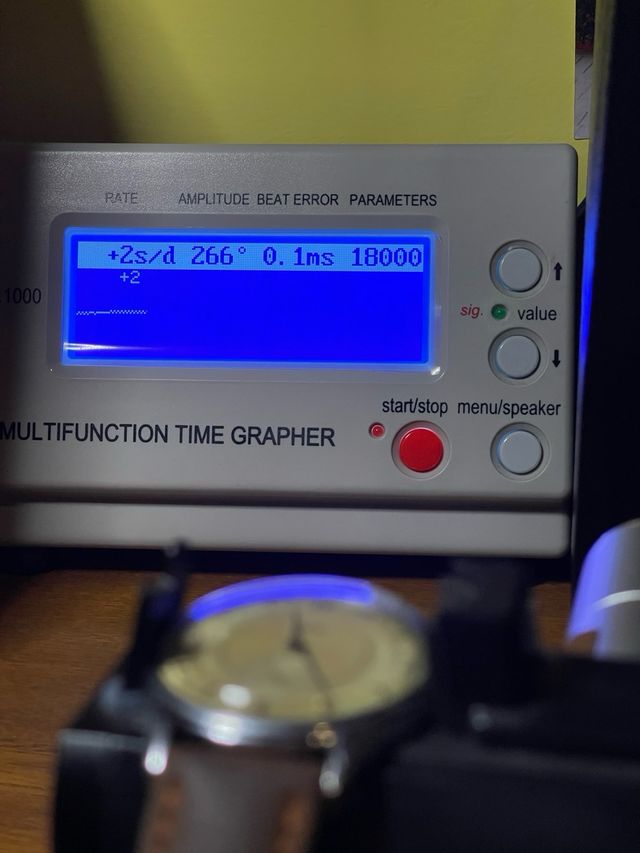 RATE AMPLITUDE BEAT ERROR PARAMETERS
+2s/d 266° 0.1ms 18000
+2
.1000
sig. value
start/stop menu/speaker
MULTIFUNCTION TIME GRAPHER